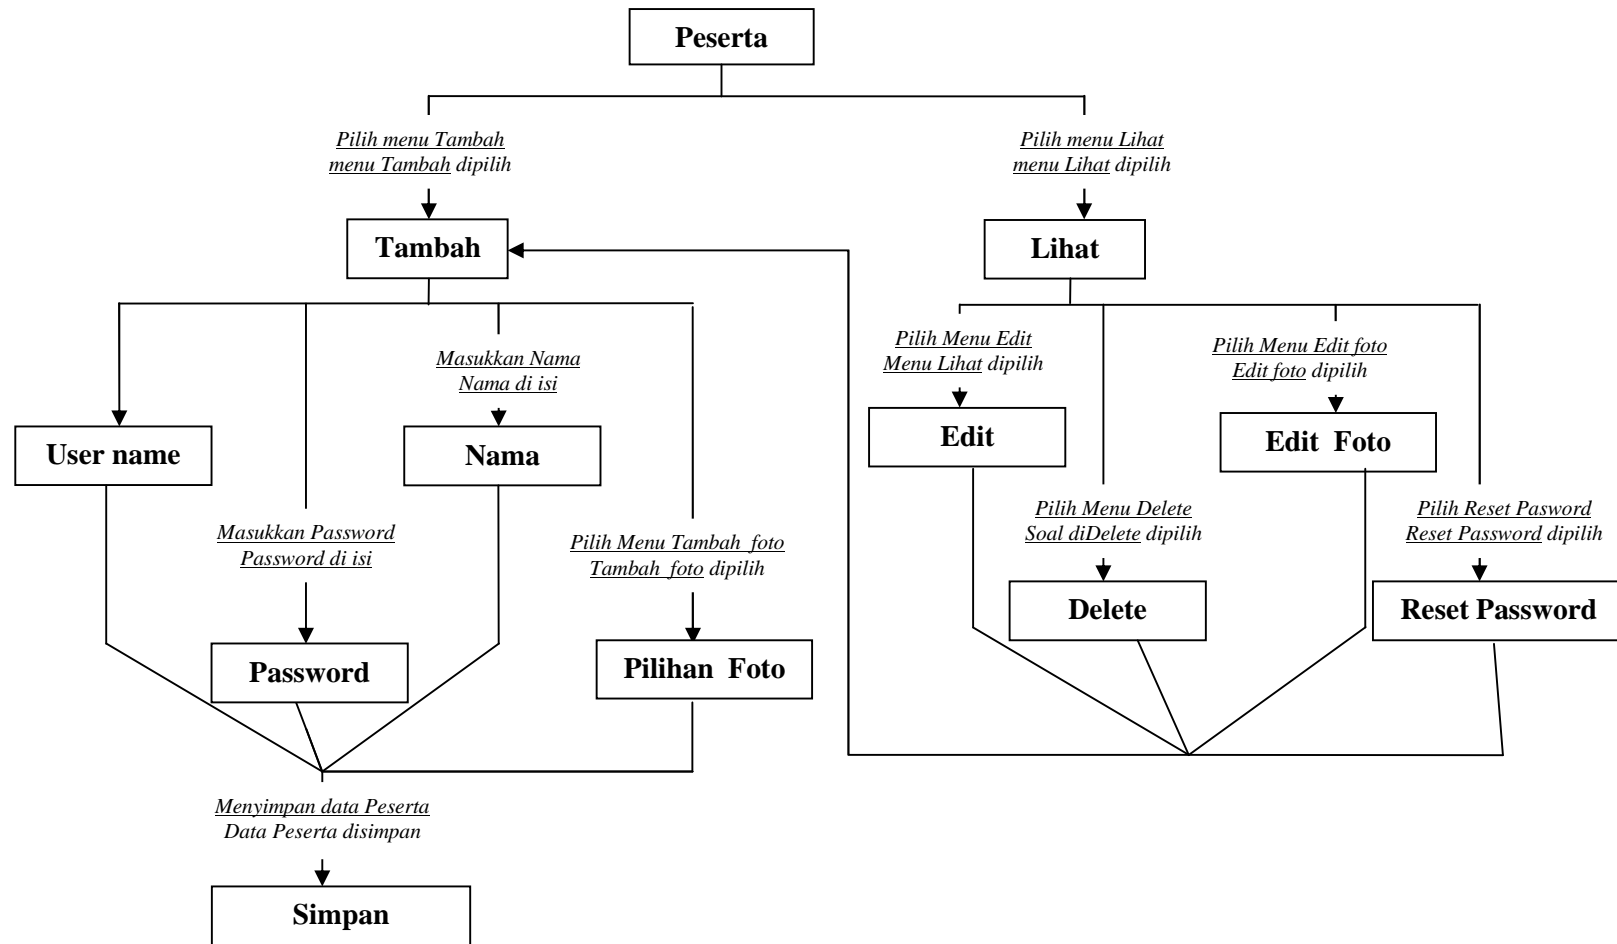 Peserta
Pilih menu Tambah
menu Tambah dipilih
Pilih menu Lihat
menu Lihat dipilih
Tambah
Lihat
Pilih Menu Edit
Menu Lihat dipilih
Pilih Menu Edit foto
Edit foto dipilih
Masukkan Nama
Nama di isi
Edit
Edit Foto
User name
Nama
Pilih Menu Delete
Soal diDelete dipilih
Pilih Reset Pasword
Reset Password dipilih
Masukkan Password
Password di isi
Pilih Menu Tambah foto
Tambah foto dipilih
Delete
Reset Password
Password
Pilihan Foto
Menyimpan data Peserta
Data Peserta disimpan
Simpan